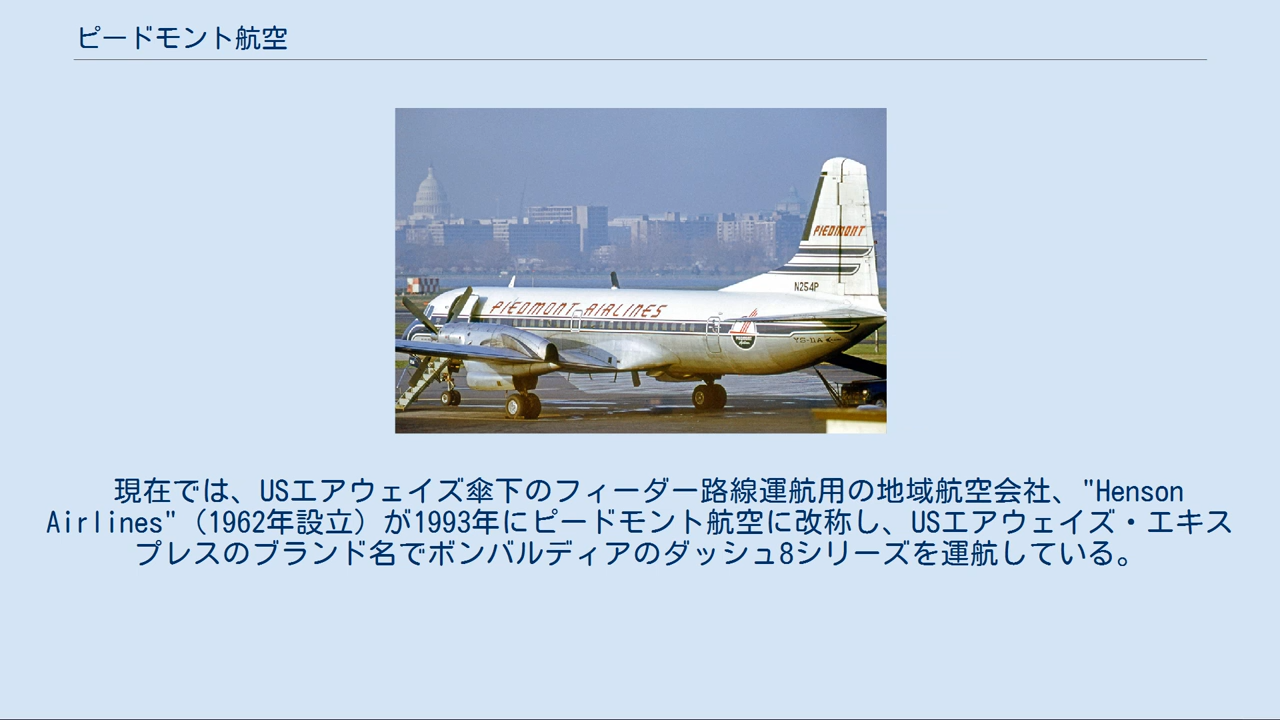 ピードモント航空
PIEDMONT
N254P
PIEDMONT AIRLINES
PIEDMONT
YS-11A
現在では、USエアウェイズ傘下のフィーダー路線運航用の地域航空会社、"Henson
Airlines"（1962年設立）が1993年にピードモント航空に改称し、USエアウェイズ・エキス
プレスのブランド名でボンバルディアのダッシュ8シリーズを運航している。